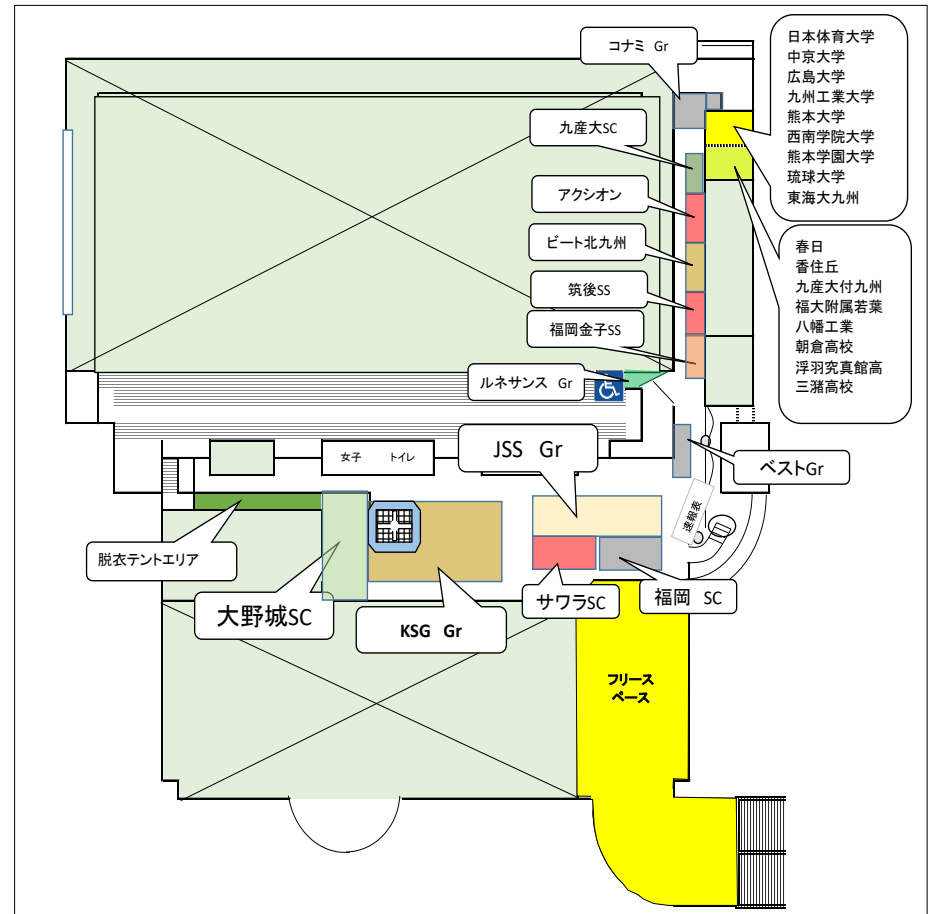 コナミ Gr
日本体育大学
中京大学
広島大学
九州工業大学
熊本大学
西南学院大学
熊本学園大学
琉球大学
東海大九州
九産大SC
アクシオン
ビート北九州
筑後SS
福岡金子SS
ルネサンス Gr
春日
香住丘
九産大付九州
福大附属若葉
八幡工業
朝倉高校
浮羽究真館高
三潴高校
女子 トイレ
JSS Gr
ベストGr
速報表
脱衣テントエリア
大野城SC
KSG Gr
サワラSC
福岡 SC
フリース
ペース